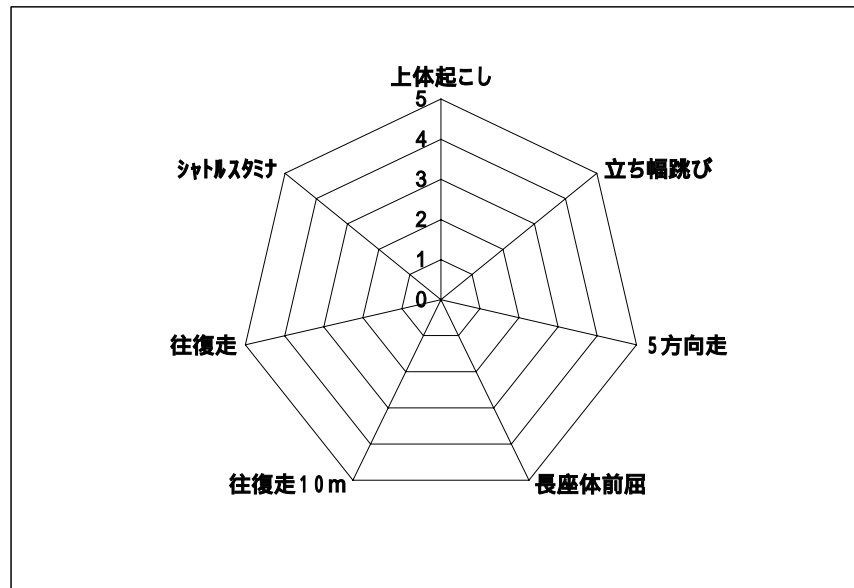 上体起こし
5
4
3
2
1
0
立ち幅跳び
5方向走
長座体前屈
往復走10m
往復走
シャトルスタミナ